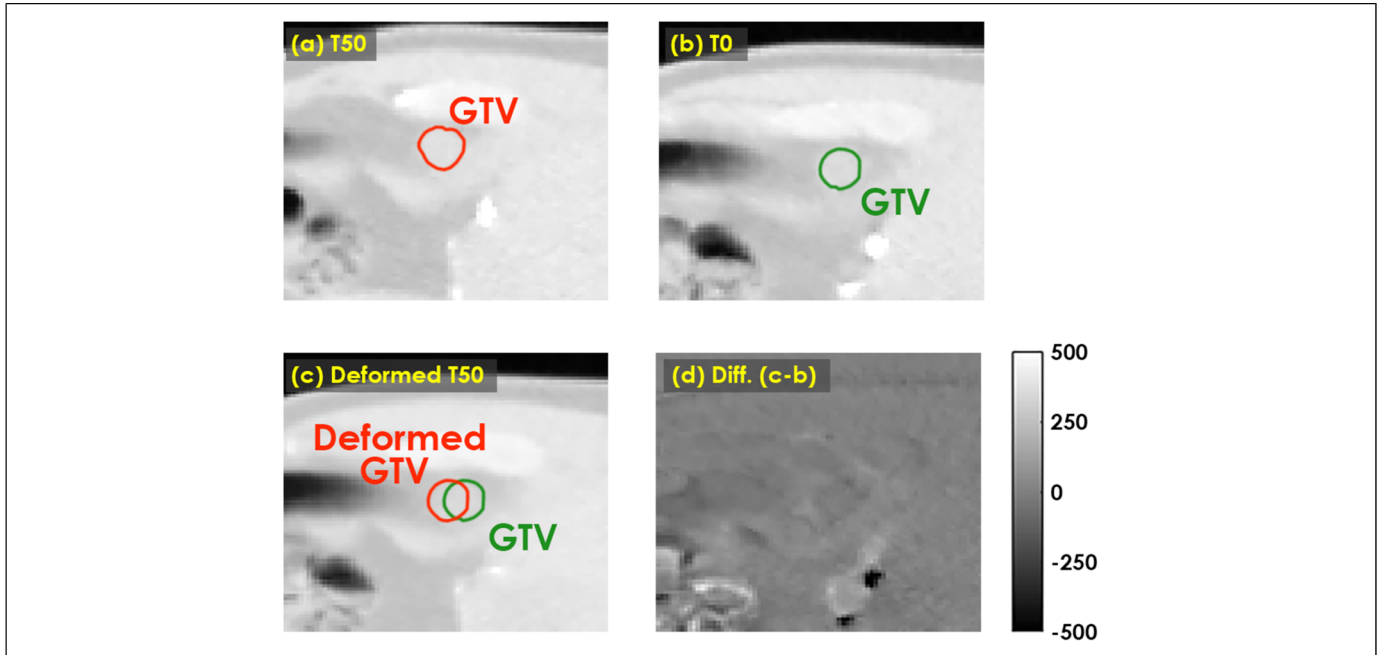 (a) T50
GTV
(b) T0
GTV
(c) Deformed T50
Deformed
GTV
GTV
(d) Diff. (c-b)
500
250
0
-250
-500